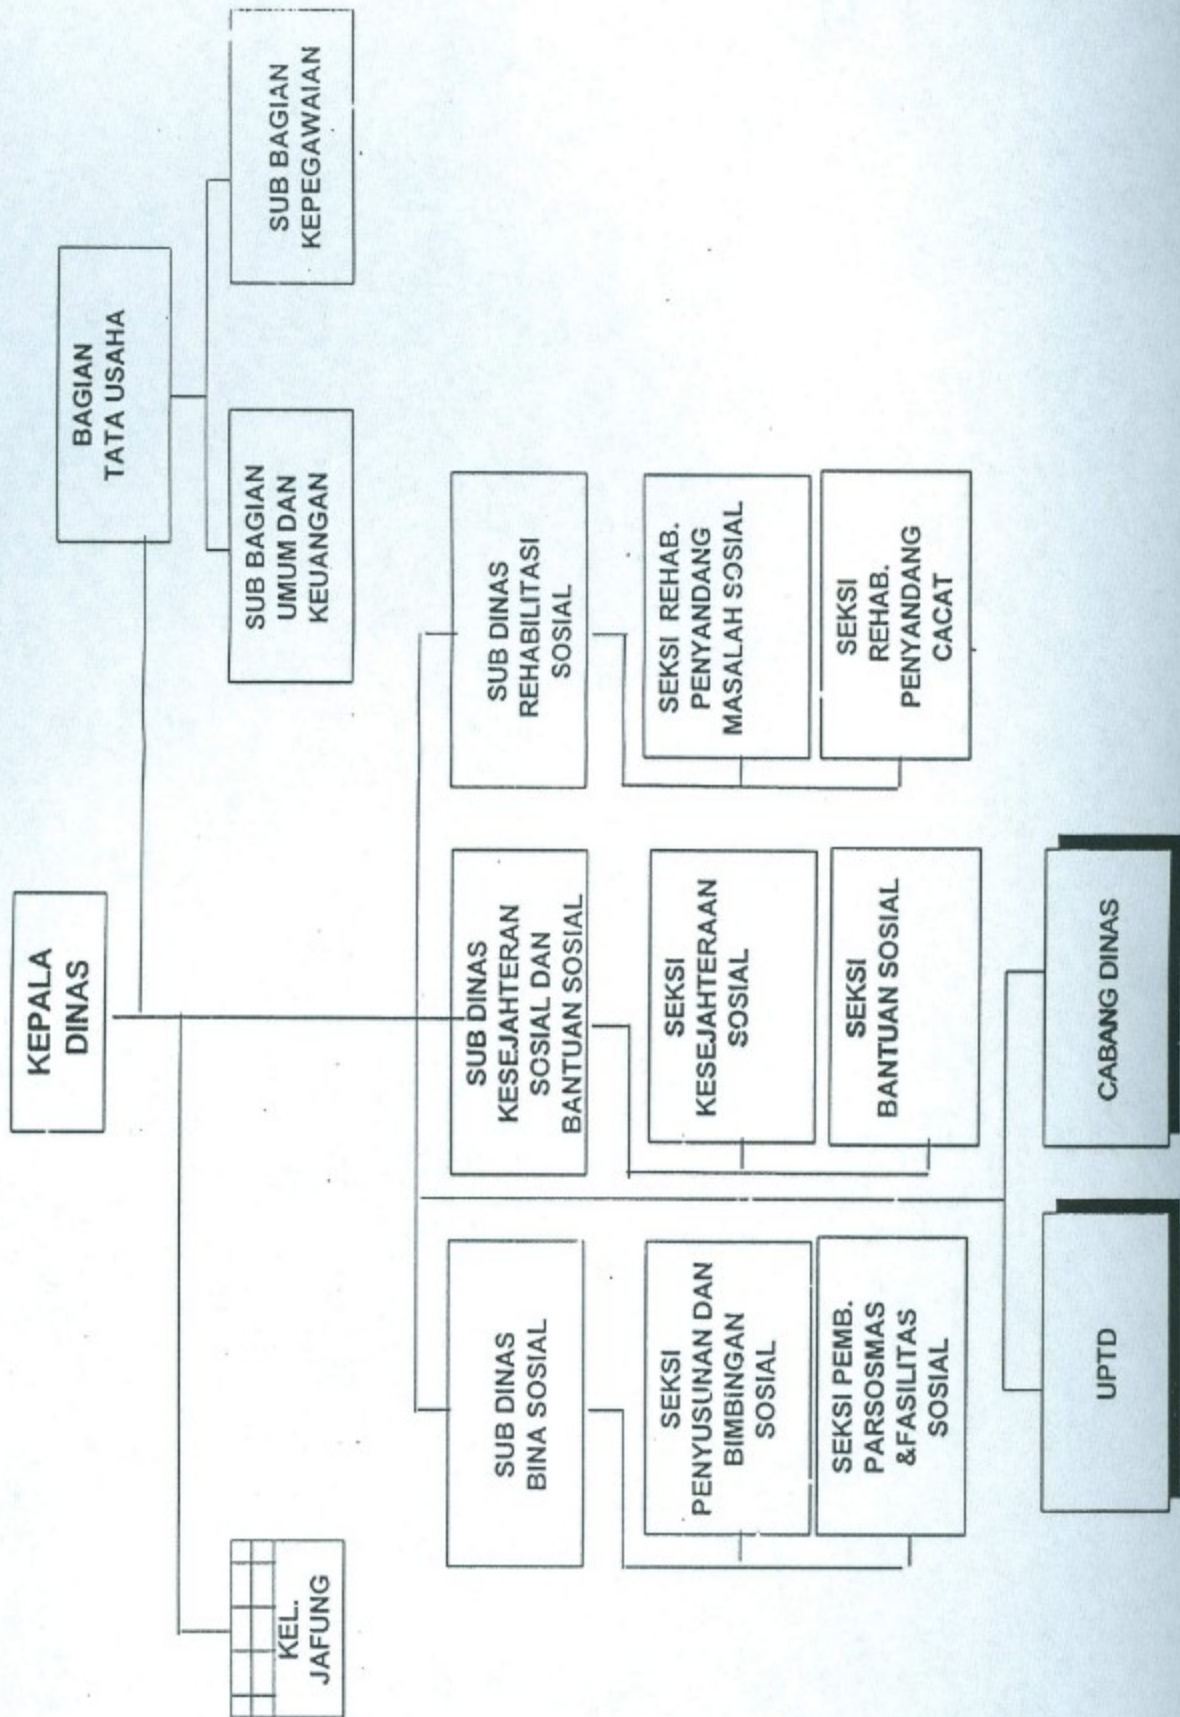 KEPALA
DINAS
BAGIAN
TATA USAHA
KEL.
JAFUNG
SUB BAGIAN
UMUM DAN
KEUANGAN
SUB BAGIAN
KEPEGAWAIAN
SUB DINAS
BINA SOSIAL
SUB DINAS
KESEJAHTERAN
SOSIAL DAN
BANTUAN SOSIAL
SUB DINAS
REHABILITASI
SOSIAL
SEKSI
PENYUSUNAN DAN
BIMBINGAN
SOSIAL
SEKSI
KESEJAHTERAAN
SOSIAL
SEKSI REHAB.
PENYANDANG
MASALAH SOSIAL
SEKSI PEMB.
PARSOSMAS
&FASILITAS
SOSIAL
SEKSI
BANTUAN SOSIAL
SEKSI
REHAB.
PENYANDANG
CACAT
UPTD
CABANG DINAS